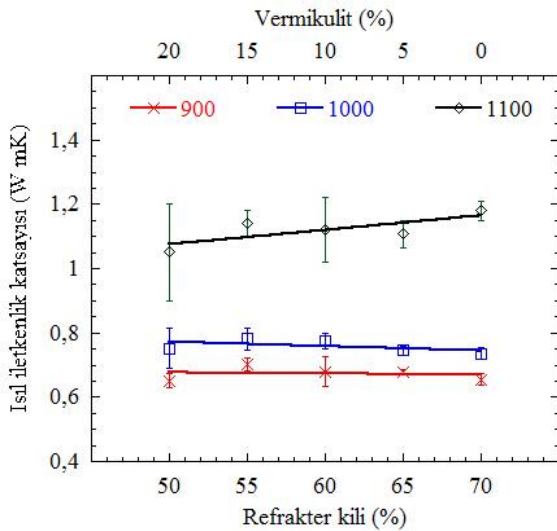 Vermikulit (%)
20 15 10 5 0
900 1000 1100
1,4
1,2
1
0,8
0,6
0,4
Isıl iletkenlik katsayısı (W mK)
50 55 60 65 70
Refrakter kili (%)